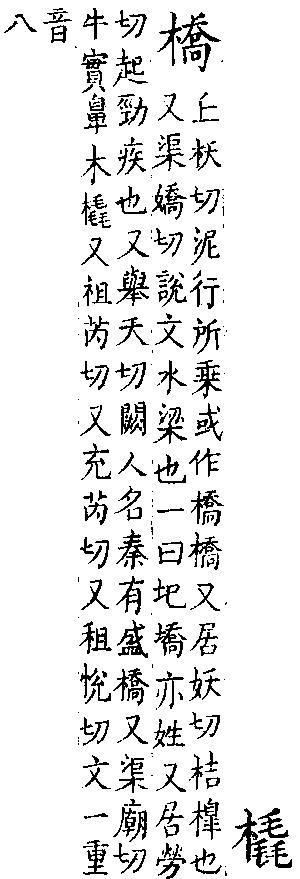 橇
橋丘袄切泥行所乘或作橋橋又居妖切桔槔也
又渠嬌切說文水梁也一曰圯橋亦姓又居勞
切起勁疾也又舉夭切闕人名秦有盛橋又渠廟切
牛實鼻木橇又祖芮切又充芮切又租悅切文一重
音
八